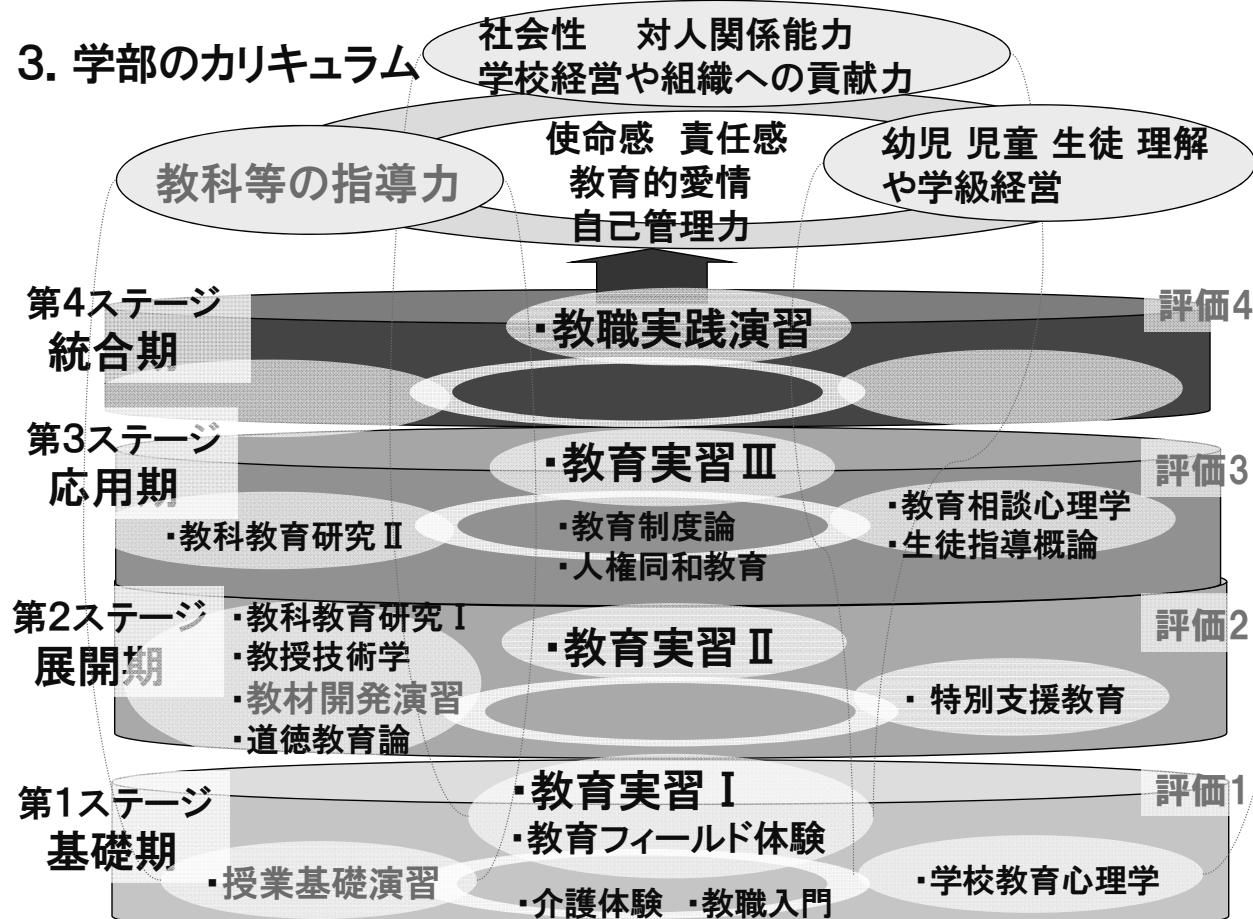 3. 学部のカリキュラム
社会性 対人関係能力
学校経営や組織への貢献力
教科等の指導力
使命感 責任感
教育的愛情
自己管理力
幼児 児童 生徒 理解
や学級経営
第4ステージ
統合期
・教職実践演習
評価4
第3ステージ
応用期
・教育実習Ⅲ
評価3
・教科教育研究Ⅱ
・教育制度論
・人権同和教育
・教育相談心理学
・生徒指導概論
第2ステージ
展開期
・教科教育研究Ⅰ
・教授技術学
・教材開発演習
・道徳教育論
・教育実習Ⅱ
評価2
・特別支援教育
第1ステージ
基礎期
・教育実習Ⅰ
・教育フィールド体験
評価1
・授業基礎演習
・介護体験 ・教職入門
・学校教育心理学